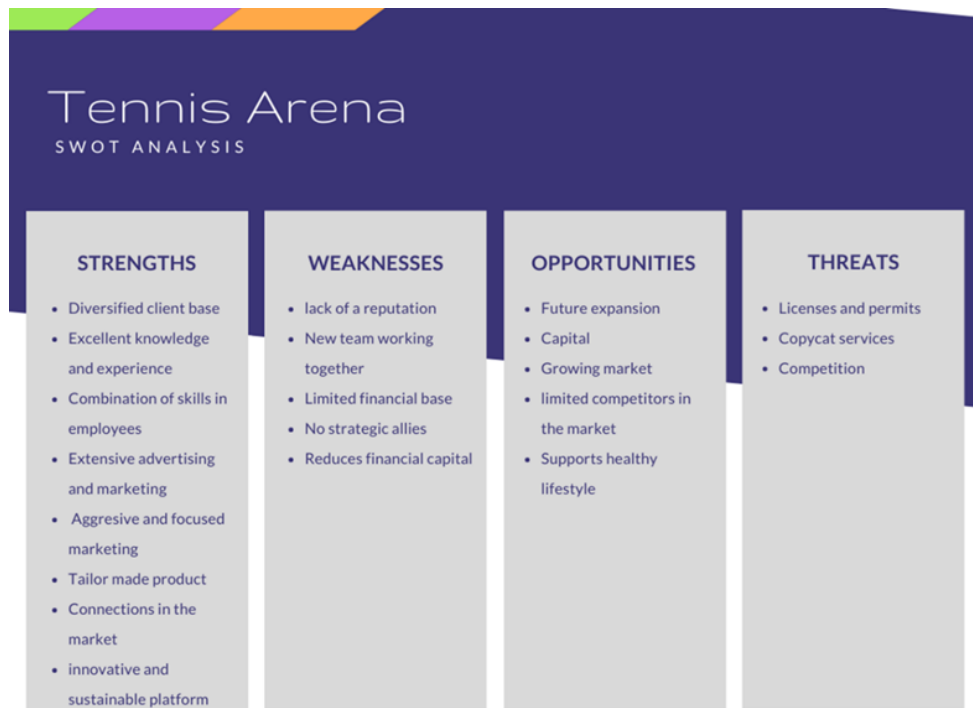 Tennis Arena
SWOT ANALYSIS
STRENGTHS
• Diversified client base
• Excellent knowledge
and experience
• Combination of skills in
employees
• Extensive advertising
and marketing
• Aggresive and focused
marketing
• Tailor made product
• Connections in the
market
• innovative and
sustainable platform
WEAKNESSES
• lack of a reputation
• New team working
together
• Limited financial base
• No strategic allies
• Reduces financial capital
OPPORTUNITIES
• Future expansion
• Capital
• Growing market
• limited competitors in
the market
• Supports healthy
lifestyle
THREATS
• Licenses and permits
• Copycat services
• Competition